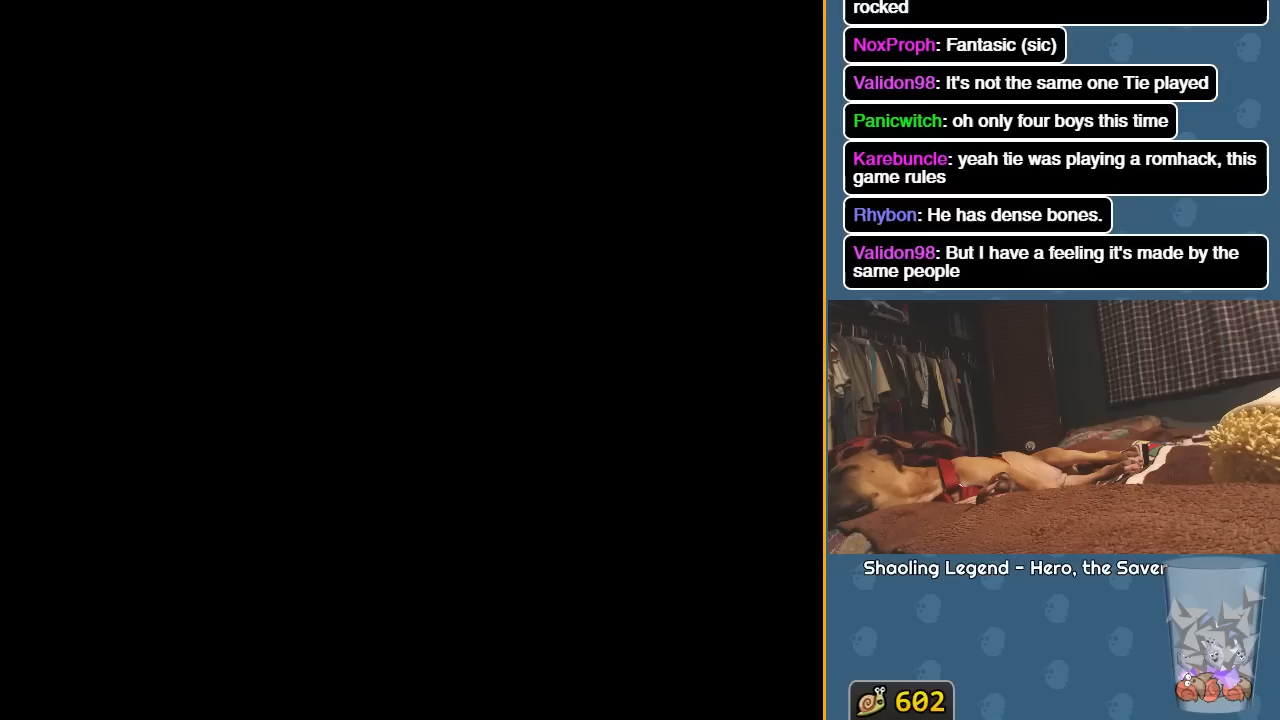 rocked
NoxProph: Fantasic (sic)
Validon98: It's not the same one Tie played
Panicwitch: oh only four boys this time
Karebuncle: yeah tie was playing a romhack, this
game rules
Rhybon: He has dense bones.
Validon98: But I have a feeling it's made by the
same people
Shaoling Legend - Hero, the Saver
602